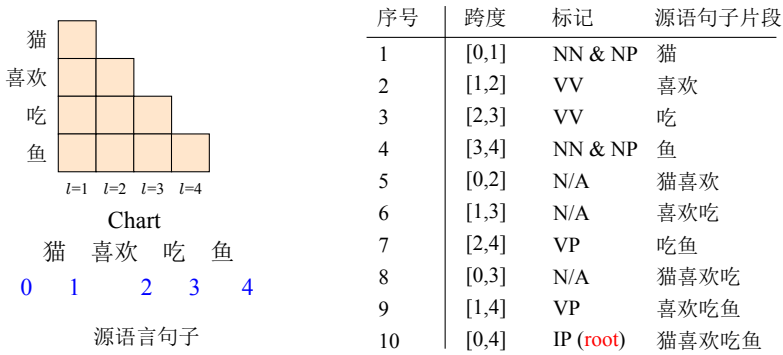 猫
喜欢
吃
鱼
l=1 l=2 l=3 l=4
Chart
猫 喜欢 吃 鱼
0 1 2 3 4
源语言句子
序号 跨度 标记 源语句子片段
1 [0,1] NN & NP 猫
2 [1,2] VV 喜欢
3 [2,3] VV 吃
4 [3,4] NN & NP 鱼
5 [0,2] N/A 猫喜欢
6 [1,3] N/A 喜欢吃
7 [2,4] VP 吃鱼
8 [0,3] N/A 猫喜欢吃
9 [1,4] VP 喜欢吃鱼
10 [0,4] IP (root) 猫喜欢吃鱼